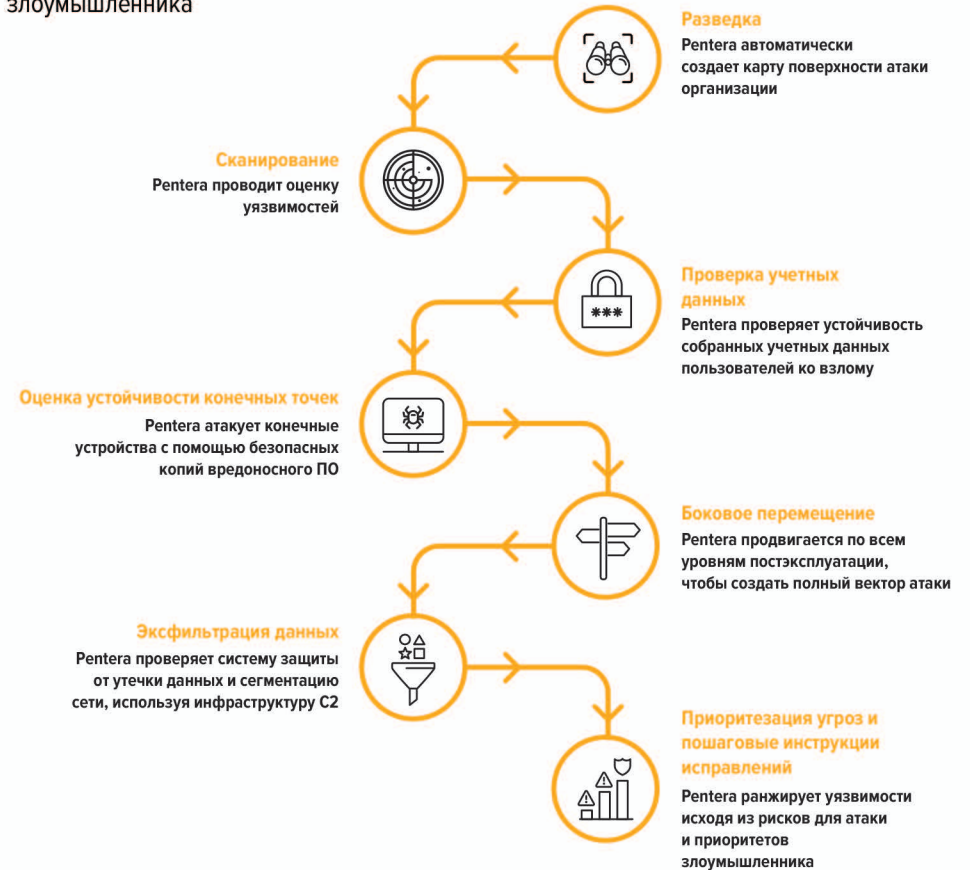 злоумышленника
Разведка
Pentera автоматически
создает карту поверхности атаки
организации
Сканирование
Pentera проводит оценку
уязвимостей
Проверка учетных
данных
Pentera проверяет устойчивость
собранных учетных данных
пользователей ко взлому
***
Оценка устойчивости конечных точек
Pentera атакует конечные
устройства с помощью безопасных
копий вредоносного ПО
Боковое перемещение
Pentera продвигается по всем
уровням постэксплуатации,
чтобы создать полный вектор атаки
Эксфильтрация данных
Pentera проверяет систему защиты
от утечки данных и сегментацию
сети, используя инфраструктуру C2
Приоритезация угроз и
пошаговые инструкции
исправлений
Pentera ранжирует уязвимости
исходя из рисков для атаки
и приоритетов
злоумышленника